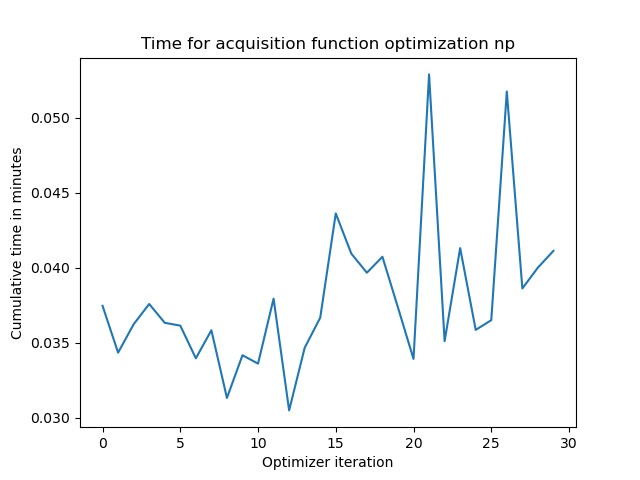 Time for acquisition function optimization np
Cumulative time in minutes
0.050
0.045
0.040
0.035
0.030
0 5 10 15 20 25 30
Optimizer iteration